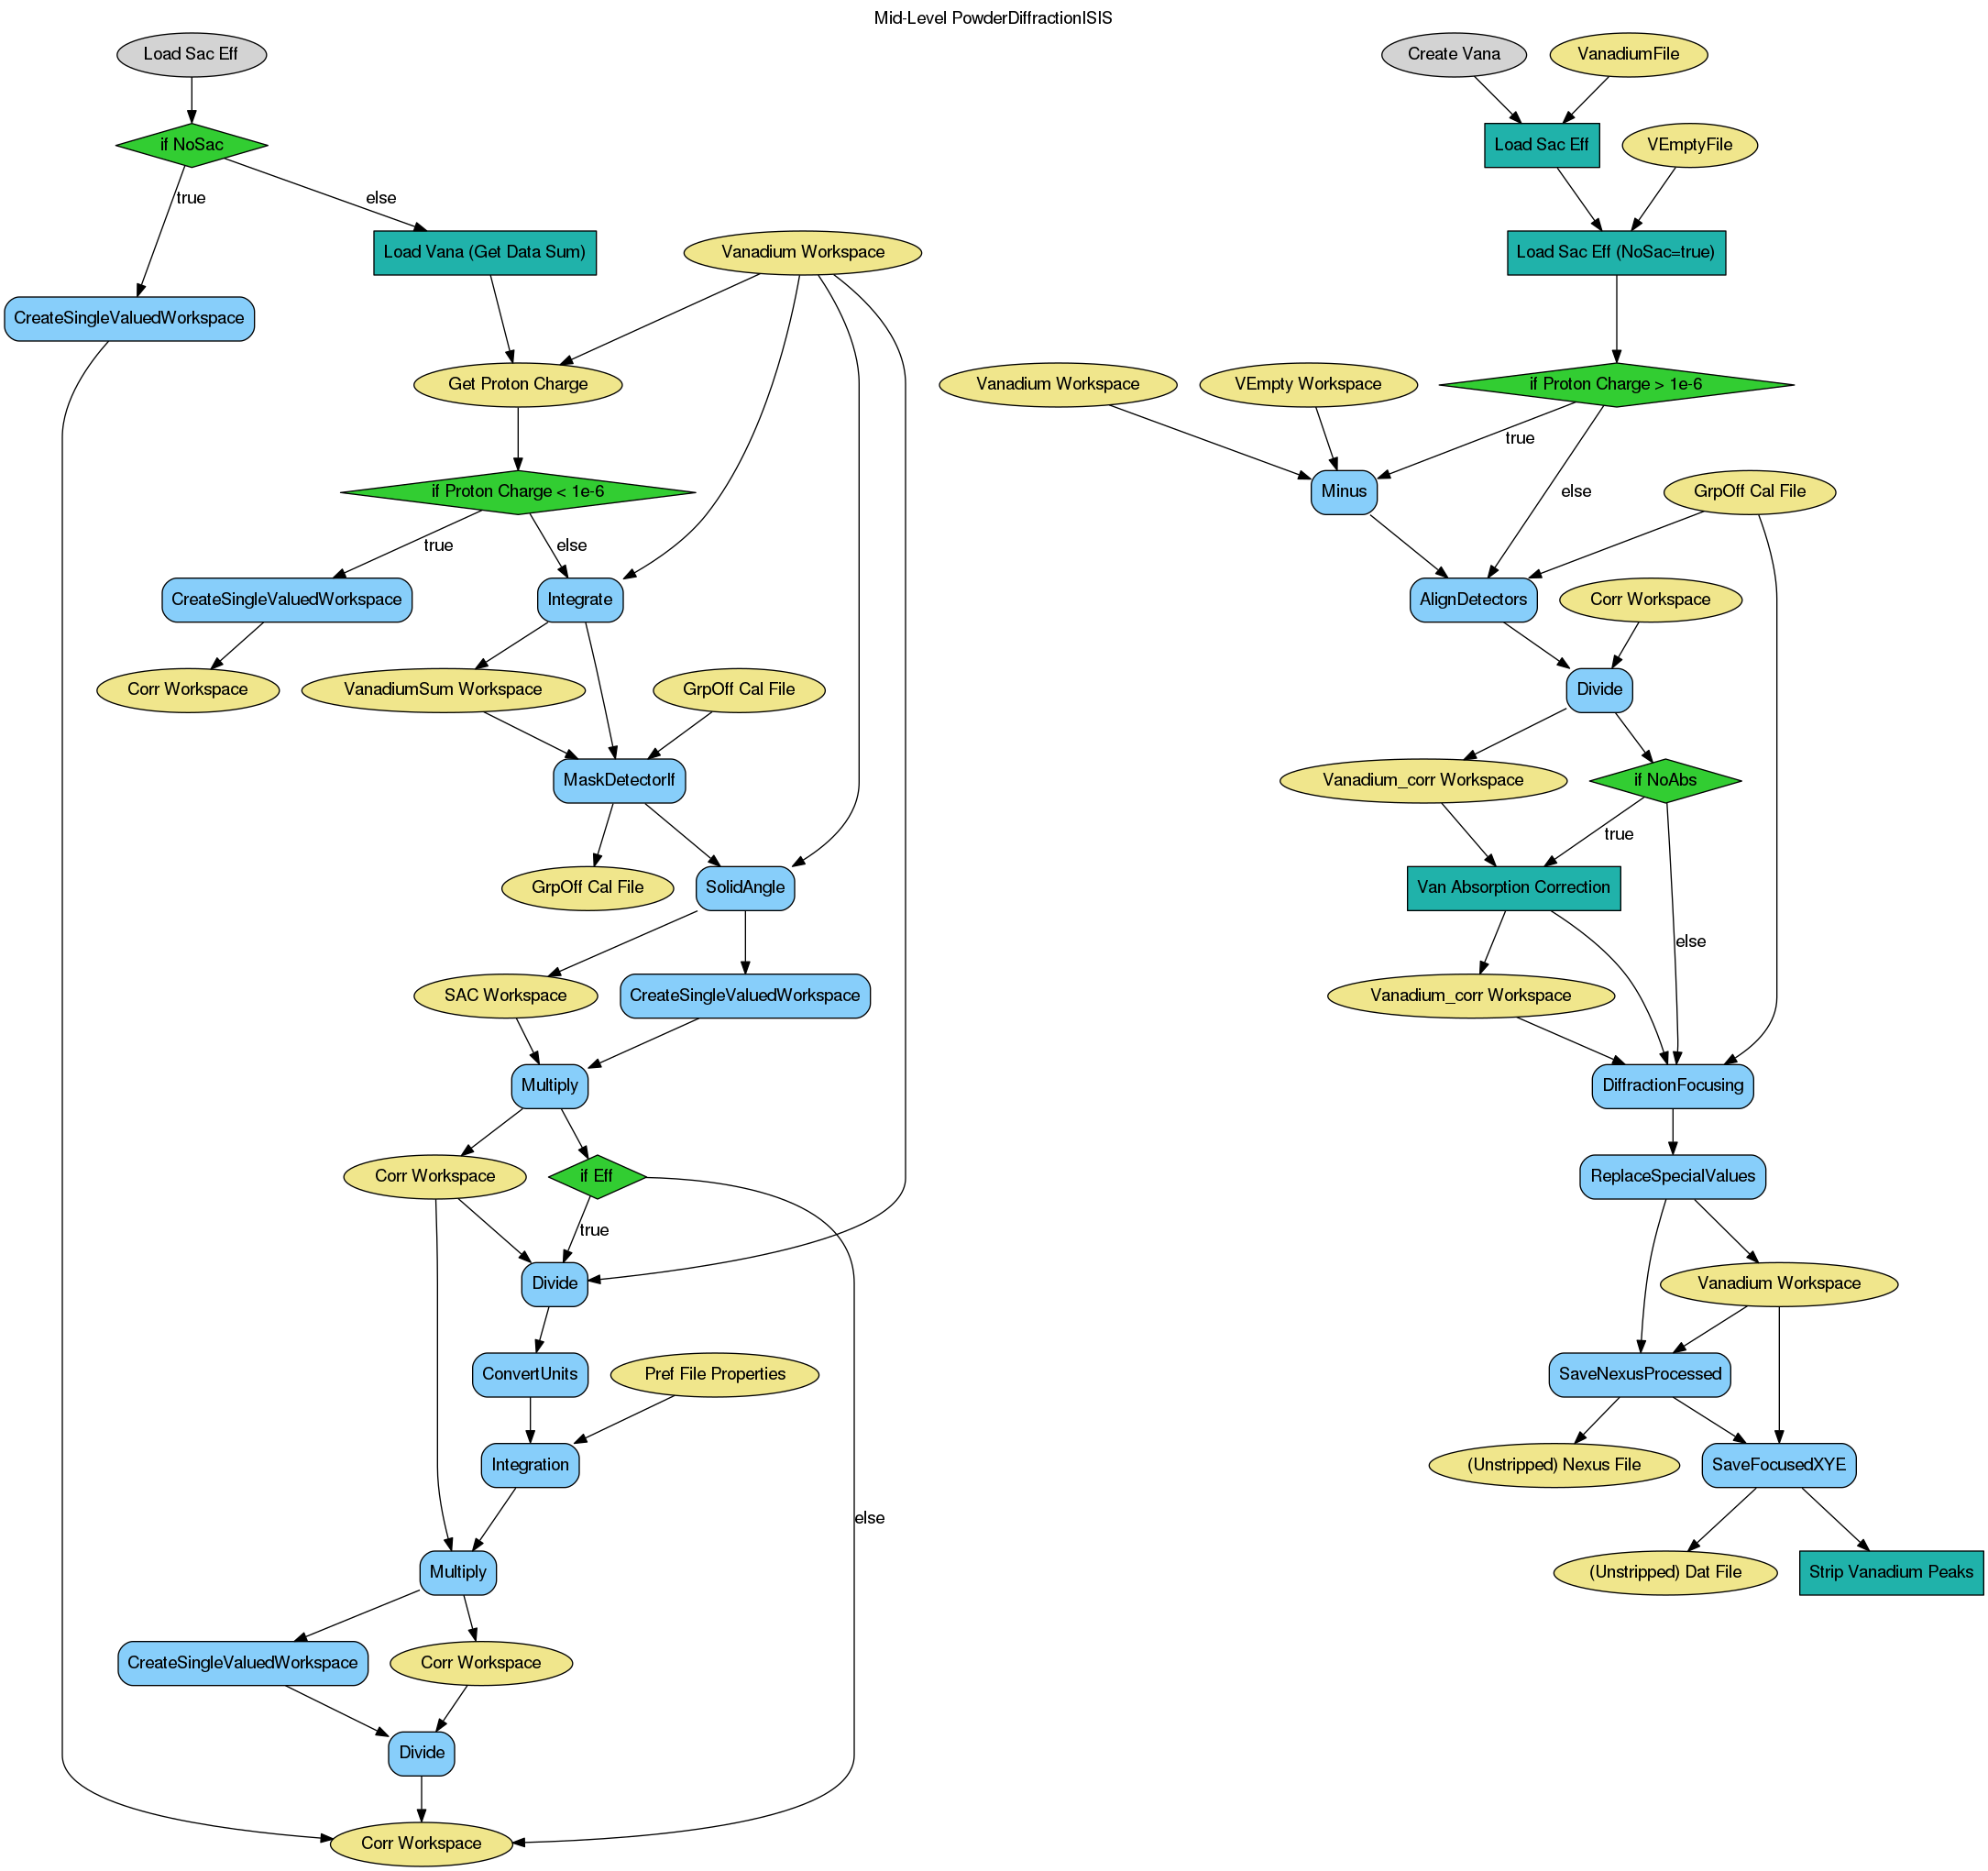 Mid-Level PowderDiffractionISIS
Load Sac Eff
if NoSac
true
else
Load Vana (Get Data Sum)
Vanadium Workspace
CreateSingleValuedWorkspace
Get Proton Charge
if Proton Charge < 1e-6
true
else
CreateSingleValuedWorkspace
Integrate
Corr Workspace
VanadiumSum Workspace
GrpOff Cal File
MaskDetectorIf
GrpOff Cal File
SolidAngle
SAC Workspace
CreateSingleValuedWorkspace
Multiply
Corr Workspace
if Eff
true
Divide
ConvertUnits
Pref File Properties
Integration
else
Multiply
CreateSingleValuedWorkspace
Corr Workspace
Divide
Corr Workspace
Create Vana
VanadiumFile
Load Sac Eff
VEmptyFile
Load Sac Eff (NoSac=true)
Vanadium Workspace
VEmpty Workspace
if Proton Charge > 1e-6
true
Minus
else
GrpOff Cal File
AlignDetectors
Corr Workspace
Divide
Vanadium_corr Workspace
if NoAbs
true
Van Absorption Correction
else
Vanadium_corr Workspace
DiffractionFocusing
ReplaceSpecialValues
Vanadium Workspace
SaveNexusProcessed
(Unstripped) Nexus File
SaveFocusedXYE
(Unstripped) Dat File
Strip Vanadium Peaks